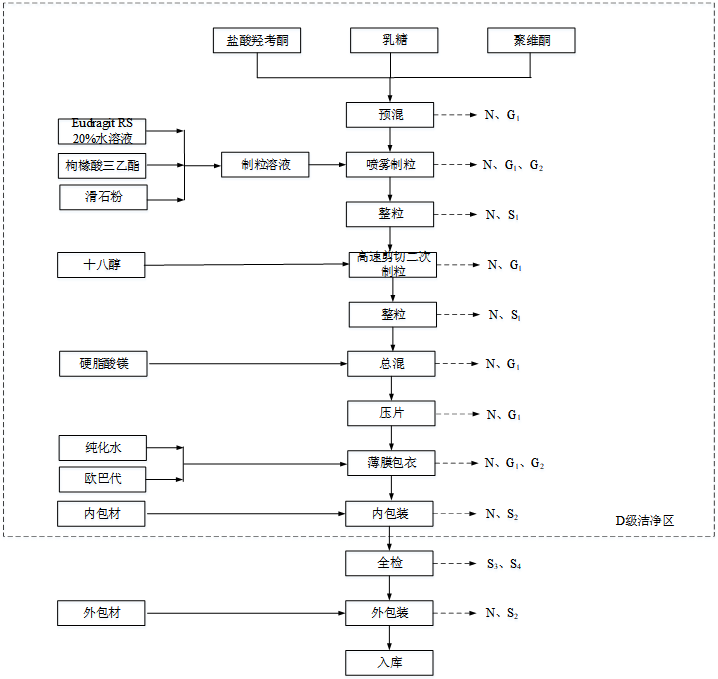 盐酸羟考酮 乳糖 聚维酮
预混 N、G₁
Eudragit RS
20%水溶液
枸橼酸三乙酯 制粒溶液 喷雾制粒 N、G₁、G₂
滑石粉
整粒 N、S₁
十八醇 高速剪切二次
制粒 N、G₁
整粒 N、S₁
硬脂酸镁 总混 N、G₁
压片 N、G₁
纯化水
薄膜包衣 N、G₁、G₂
欧巴代
内包材 内包装 N、S₂
D级洁净区
全检 S₃、S₄
外包材 外包装 N、S₂
入库